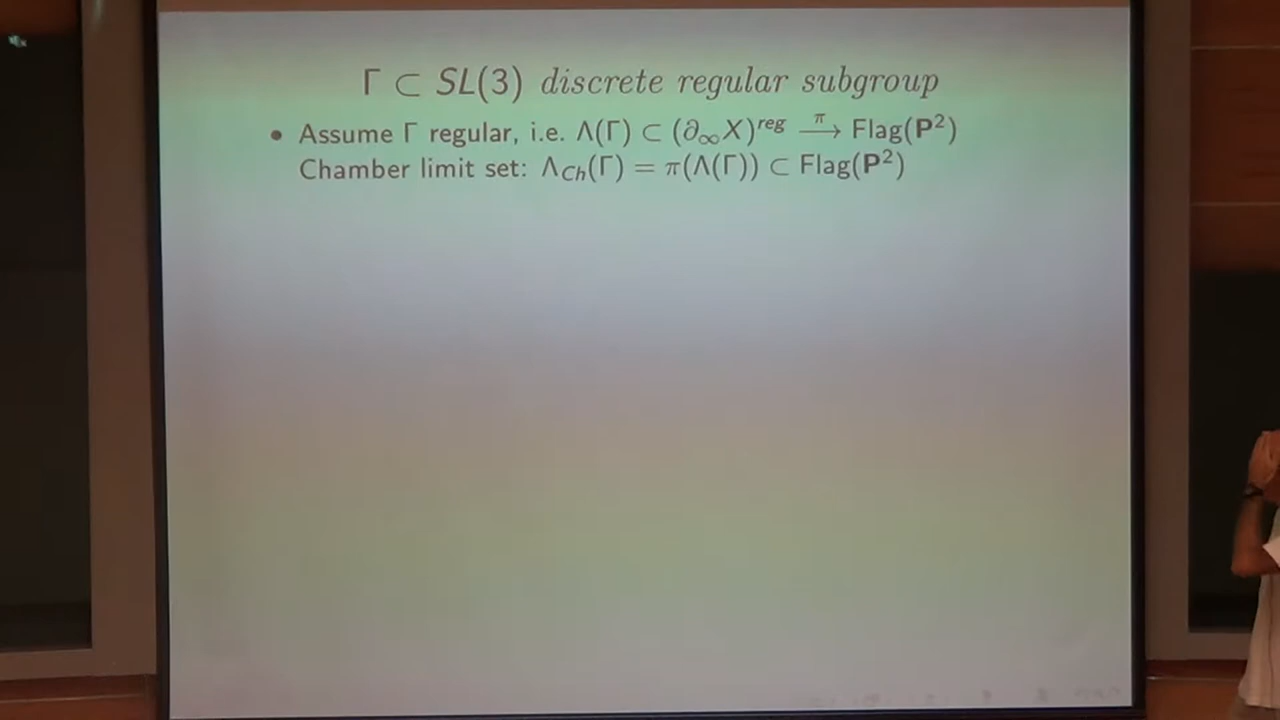 Γ ⊂ SL(3) discrete regular subgroup
• Assume Γ regular, i.e. Λ(Γ) ⊂ (∂∞X)^reg —π→ Flag(P²)
Chamber limit set: Λ_Ch(Γ) = π(Λ(Γ)) ⊂ Flag(P²)